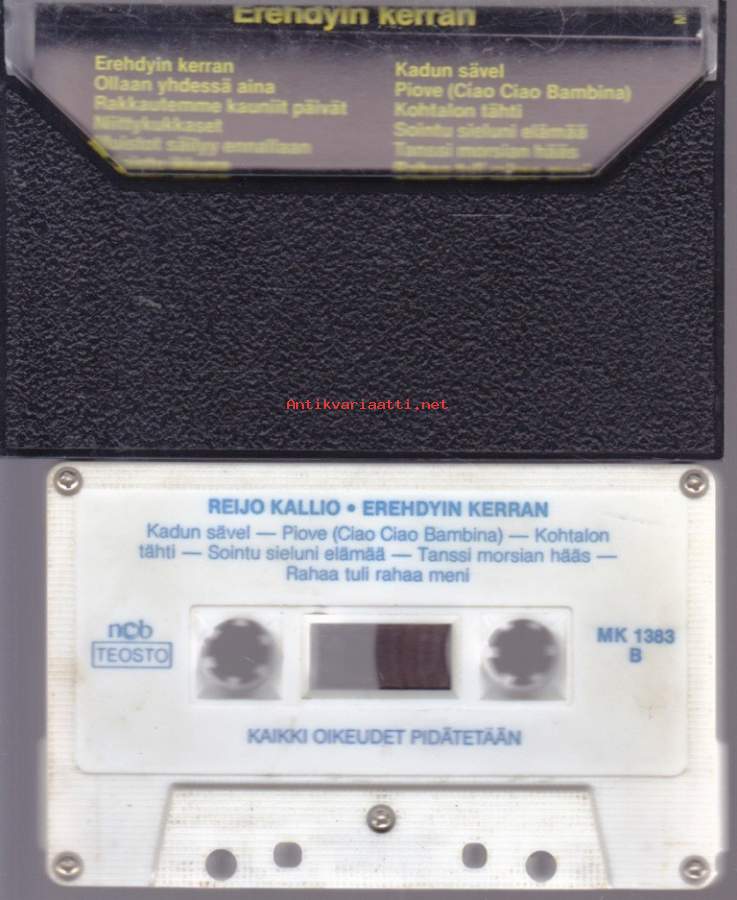 Erehdyin kerran
Erehdyin kerran
Ollaan yhdessä aina
Rakkautemme kauniit päivät
Niittykukkaset
säilyy ennallaan
Kadun sävel
Piove (Ciao Ciao Bambina)
Kohtalon tähti
Sointu sieluni elämää
Tanssi morsian hääs
Antikvariaatti.net
REIJO KALLIO • EREHDYIN KERRAN
Kadun sävel — Piove (Ciao Ciao Bambina) — Kohtalon
tähti — Sointu sieluni elämää — Tanssi morsian hääs —
Rahaa tuli rahaa meni
ncb
TEOSTO
MK 1383
B
KAIKKI OIKEUDET PIDÄTETÄÄN